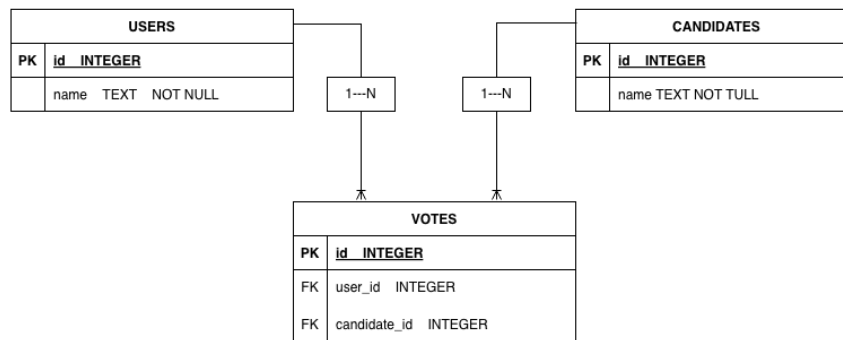 USERS
PK id INTEGER
name TEXT NOT NULL
CANDIDATES
PK id INTEGER
name TEXT NOT TULL
1---N
1---N
VOTES
PK id INTEGER
FK user_id INTEGER
FK candidate_id INTEGER